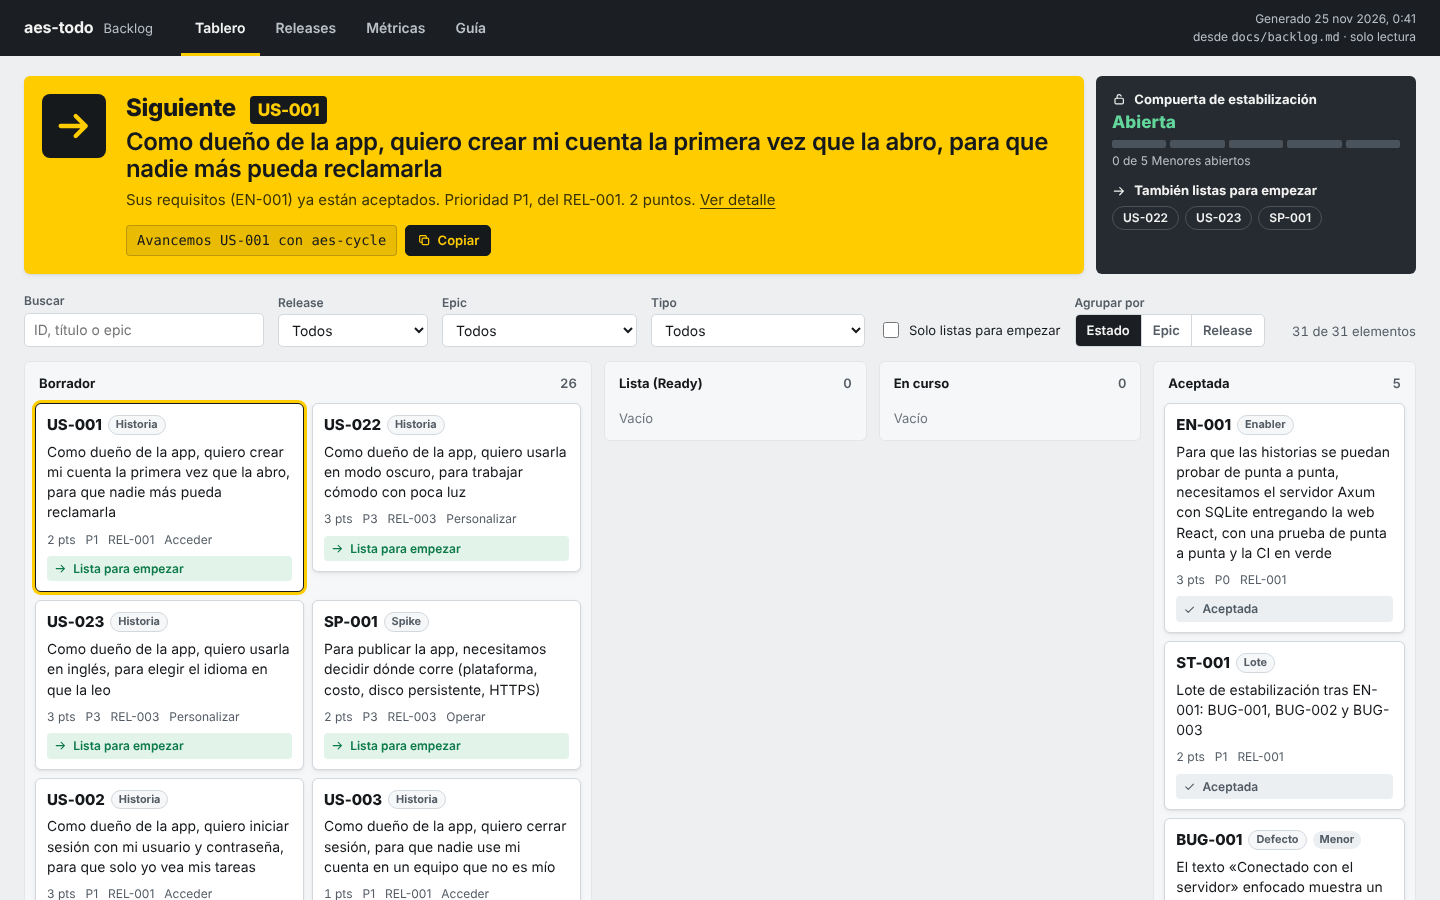 aes-todo Backlog
Tablero
Releases
Métricas
Guía
Generado 25 nov 2026, 0:41
desde docs/backlog.md · solo lectura
Siguiente US-001
Como dueño de la app, quiero crear mi cuenta la primera vez que la abro, para que
nadie más pueda reclamarla
Sus requisitos (EN-001) ya están aceptados. Prioridad P1, del REL-001. 2 puntos. Ver detalle
Avancemos US-001 con aes-cycle
Copiar
Compuerta de estabilización
Abierta
0 de 5 Menores abiertos
También listas para empezar
US-022
US-023
SP-001
Buscar
ID, título o epic
Release
Todos
Epic
Todos
Tipo
Todos
Solo listas para empezar
Agrupar por
Estado
Epic
Release
31 de 31 elementos
Borrador 26
US-001 Historia
Como dueño de la app, quiero crear
mi cuenta la primera vez que la abro,
para que nadie más pueda
reclamarla
2 pts P1 REL-001 Acceder
Lista para empezar
US-022 Historia
Como dueño de la app, quiero usarla
en modo oscuro, para trabajar
cómodo con poca luz
3 pts P3 REL-003 Personalizar
Lista para empezar
US-023 Historia
Como dueño de la app, quiero usarla
en inglés, para elegir el idioma en
que la leo
3 pts P3 REL-003 Personalizar
Lista para empezar
SP-001 Spike
Para publicar la app, necesitamos
decidir dónde corre (plataforma,
costo, disco persistente, HTTPS)
2 pts P3 REL-003 Operar
Lista para empezar
US-002 Historia
Como dueño de la app, quiero iniciar
sesión con mi usuario y contraseña,
para que solo yo vea mis tareas
3 pts P1 REL-001 Acceder
US-003 Historia
Como dueño de la app, quiero cerrar
sesión, para que nadie use mi
cuenta en un equipo que no es mío
1 pts P1 REL-001 Acceder
Lista (Ready) 0
Vacío
En curso 0
Vacío
Aceptada 5
EN-001 Enabler
Para que las historias se puedan
probar de punta a punta,
necesitamos el servidor Axum
con SQLite entregando la web
React, con una prueba de punta
a punta y la CI en verde
3 pts P0 REL-001
Aceptada
ST-001 Lote
Lote de estabilización tras EN-
001: BUG-001, BUG-002 y BUG-
003
2 pts P1 REL-001
Aceptada
BUG-001 Defecto Menor
El texto «Conectado con el
servidor» enfocado muestra un